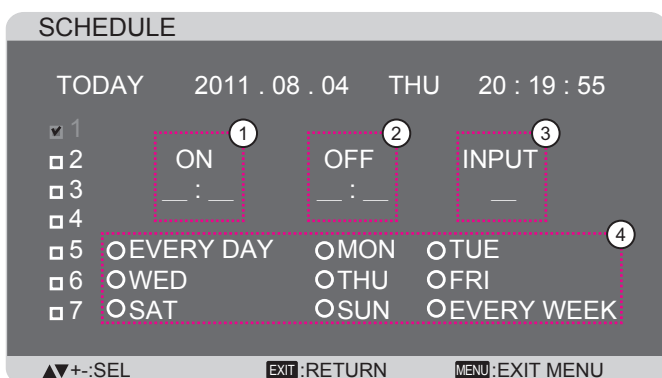 SCHEDULE
TODAY 2011 . 08 . 04 THU 20 : 19 : 55
1 1 2 3
2 ON OFF INPUT
3 __ : __ __ : __ __
4 4
5 EVERY DAY MON TUE
6 WED THU FRI
7 SAT SUN EVERY WEEK
▲▼+-:SEL EXIT:RETURN MENU:EXIT MENU